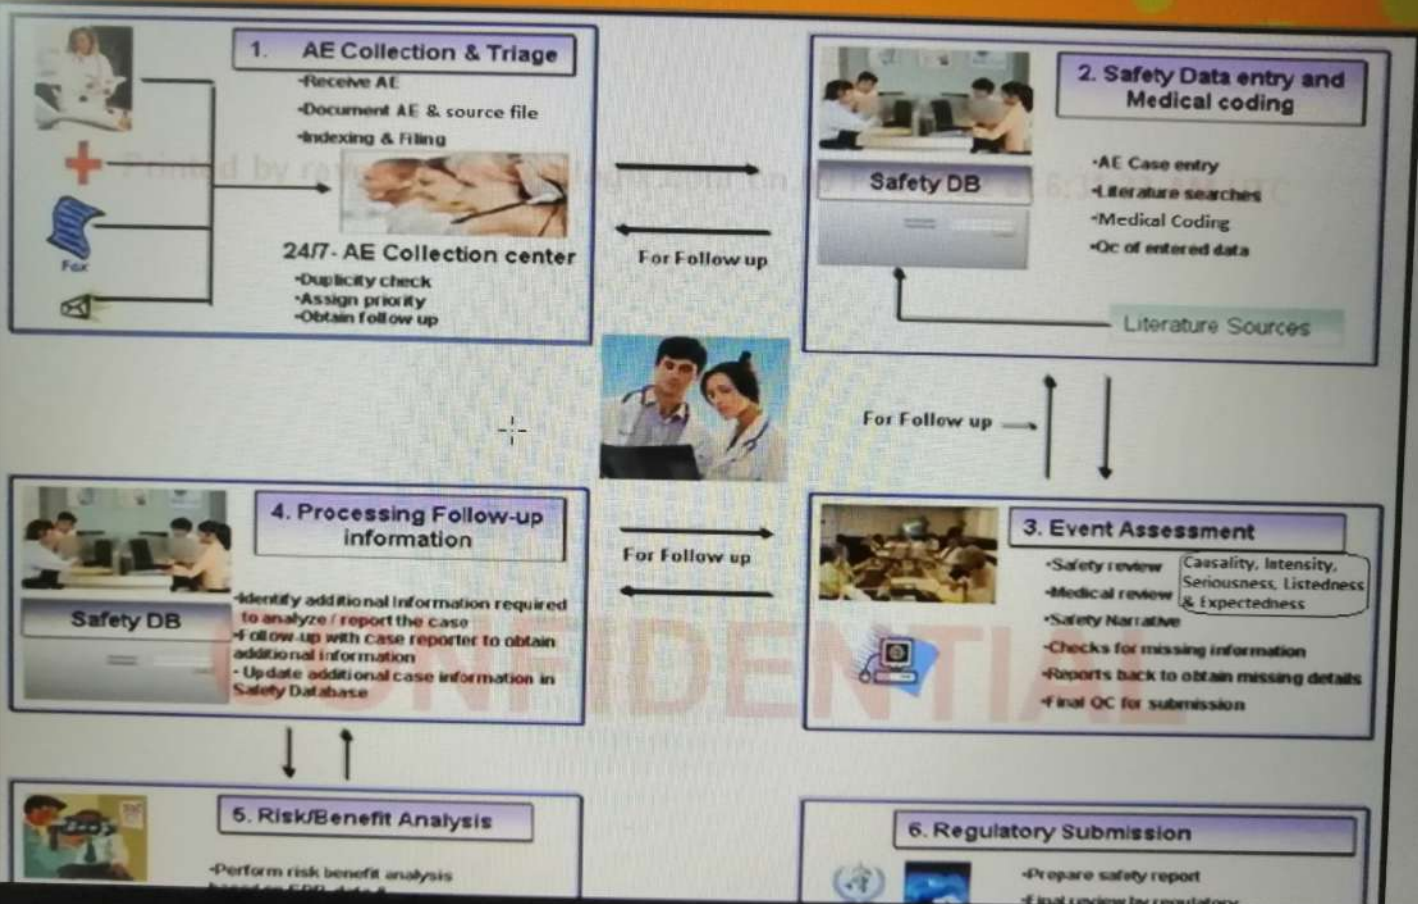 1. AE Collection & Triage
-Receive AE
-Document AE & source file
-Indexing & Filing
Fax
24/7- AE Collection center
-Duplicity check
-Assign priority
-Obtain follow up
For Follow up
2. Safety Data entry and
Medical coding
Safety DB
-AE Case entry
-Literature searches
-Medical Coding
-Qc of entered data
Literature Sources
For Follow up
4. Processing Follow-up
information
Safety DB
-Identify additional Information required
to analyze / report the case
-Follow-up with case reporter to obtain
additional information
- Update additional case information in
Safety Database
For Follow up
3. Event Assessment
-Safety review
-Medical review
Causality, Intensity,
Seriousness, Listedness
& Expectedness
-Safety Narrative
-Checks for missing information
-Reports back to obtain missing details
-Final QC for submission
CONFIDENTIAL
5. Risk/Benefit Analysis
-Perform risk benefit analysis
6. Regulatory Submission
-Prepare safety report
-Final review by regulatory
Printed by